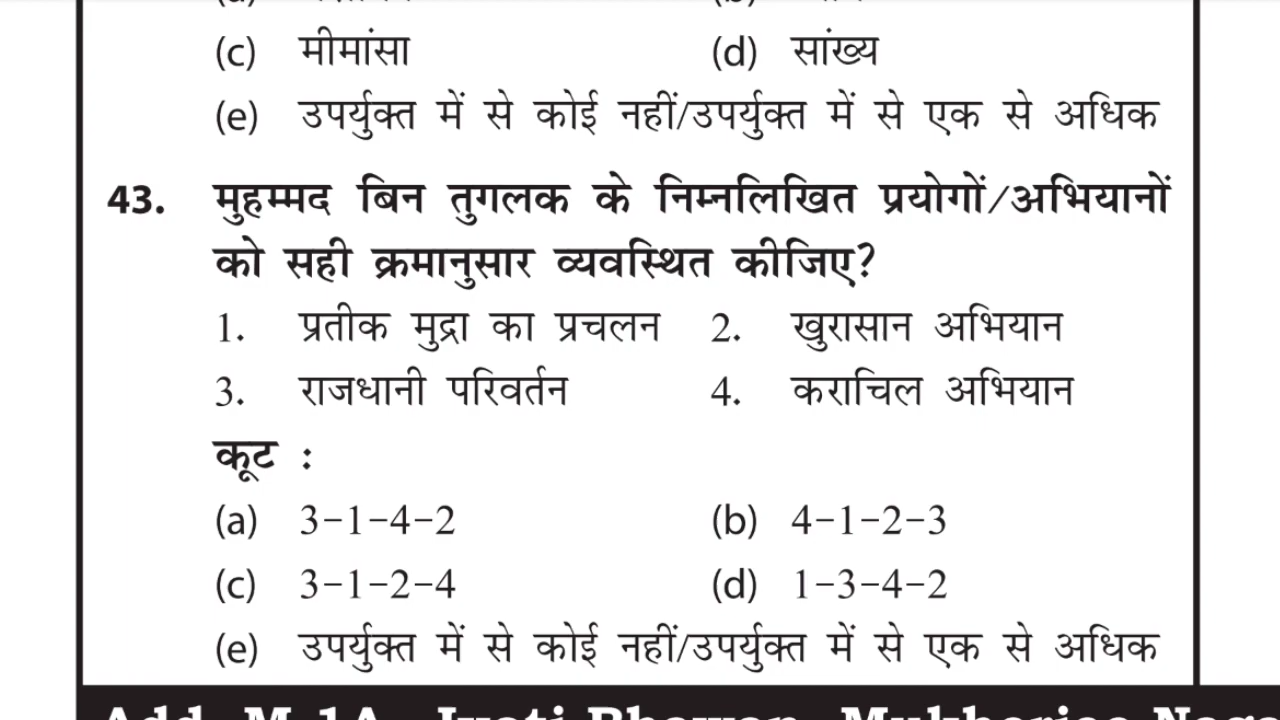 (c) मीमांसा (d) सांख्य
(e) उपर्युक्त में से कोई नहीं/उपर्युक्त में से एक से अधिक
43. मुहम्मद बिन तुगलक के निम्नलिखित प्रयोगों/अभियानों
को सही क्रमानुसार व्यवस्थित कीजिए?
1. प्रतीक मुद्रा का प्रचलन 2. खुरासान अभियान
3. राजधानी परिवर्तन 4. कराचिल अभियान
कूट :
(a) 3-1-4-2 (b) 4-1-2-3
(c) 3-1-2-4 (d) 1-3-4-2
(e) उपर्युक्त में से कोई नहीं/उपर्युक्त में से एक से अधिक